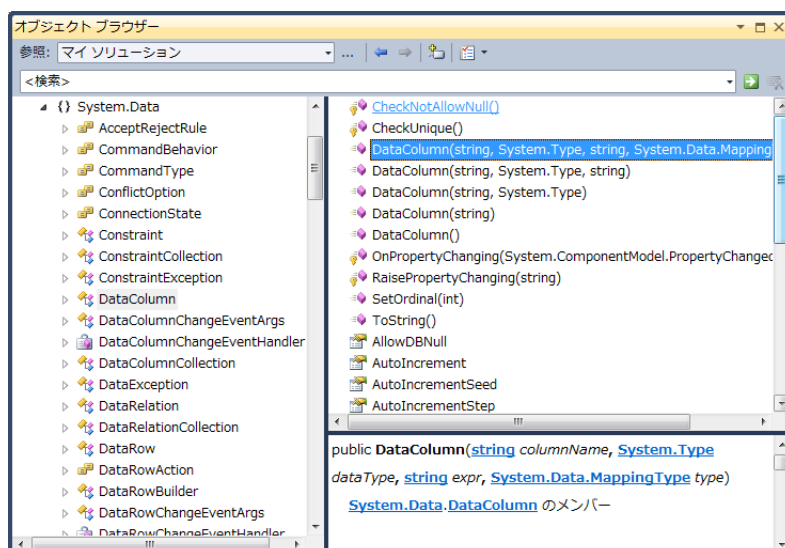 オブジェクト ブラウザー
参照: マイ ソリューション
...
<検索>
{} System.Data
AcceptRejectRule
CommandBehavior
CommandType
ConflictOption
ConnectionState
Constraint
ConstraintCollection
ConstraintException
DataColumn
DataColumnChangeEventArgs
DataColumnChangeEventHandler
DataColumnCollection
DataException
DataRelation
DataRelationCollection
DataRow
DataRowAction
DataRowBuilder
DataRowChangeEventArgs
DataRowChangeEventHandler
CheckNotAllowNull()
CheckUnique()
DataColumn(string, System.Type, string, System.Data.Mapping
DataColumn(string, System.Type, string)
DataColumn(string, System.Type)
DataColumn(string)
DataColumn()
OnPropertyChanging(System.ComponentModel.PropertyChanged
RaisePropertyChanging(string)
SetOrdinal(int)
ToString()
AllowDBNull
AutoIncrement
AutoIncrementSeed
AutoIncrementStep
public DataColumn(string columnName, System.Type
dataType, string expr, System.Data.MappingType type)
System.Data.DataColumn のメンバー